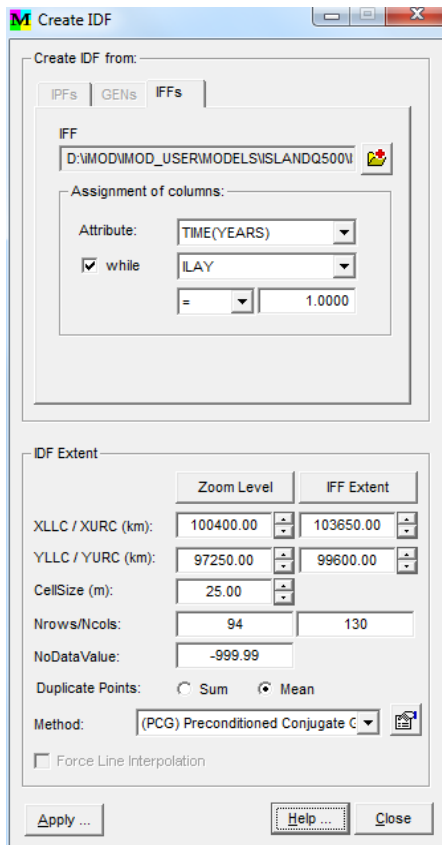 M Create IDF
Create IDF from:
IPFs GENs IFFs
IFF
D:\iMOD\IMOD_USER\MODELS\ISLANDQ500\
Assignment of columns:
Attribute: TIME(YEARS)
while ILAY
= 1.0000
IDF Extent
Zoom Level IFF Extent
XLLC / XURC (km): 100400.00 103650.00
YLLC / YURC (km): 97250.00 99600.00
CellSize (m): 25.00
Nrows/Ncols: 94 130
NoDataValue: -999.99
Duplicate Points: Sum Mean
Method: (PCG) Preconditioned Conjugate G
Force Line Interpolation
Apply ... Help ... Close